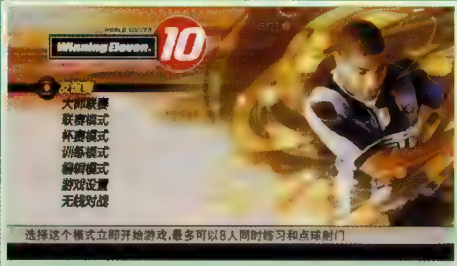 WORLD SOCCER
Winning Eleven. 10
友谊赛
大师联赛
联赛模式
杯赛模式
训练模式
编辑模式
游戏设置
无线对战
选择这个模式立即开始游戏,最多可以8人同时练习和点球射门